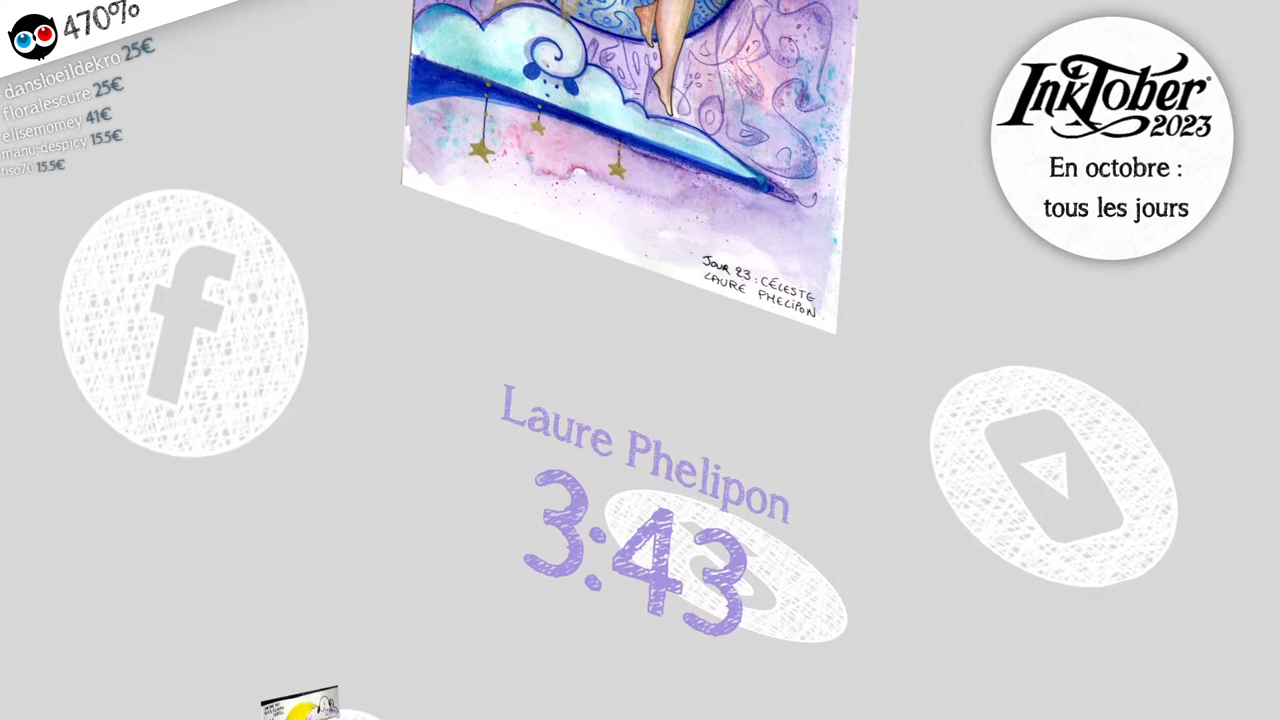 470%
dansloeildekro 25€
floralescure 25€
elisemomey 41€
manu-despicy 15.5€
tiso70 15.5€
InkTober
2023
En octobre :
tous les jours
JOUR 23 : CÉLESTE
LAURE PHELIPON
Laure Phelipon
3:43